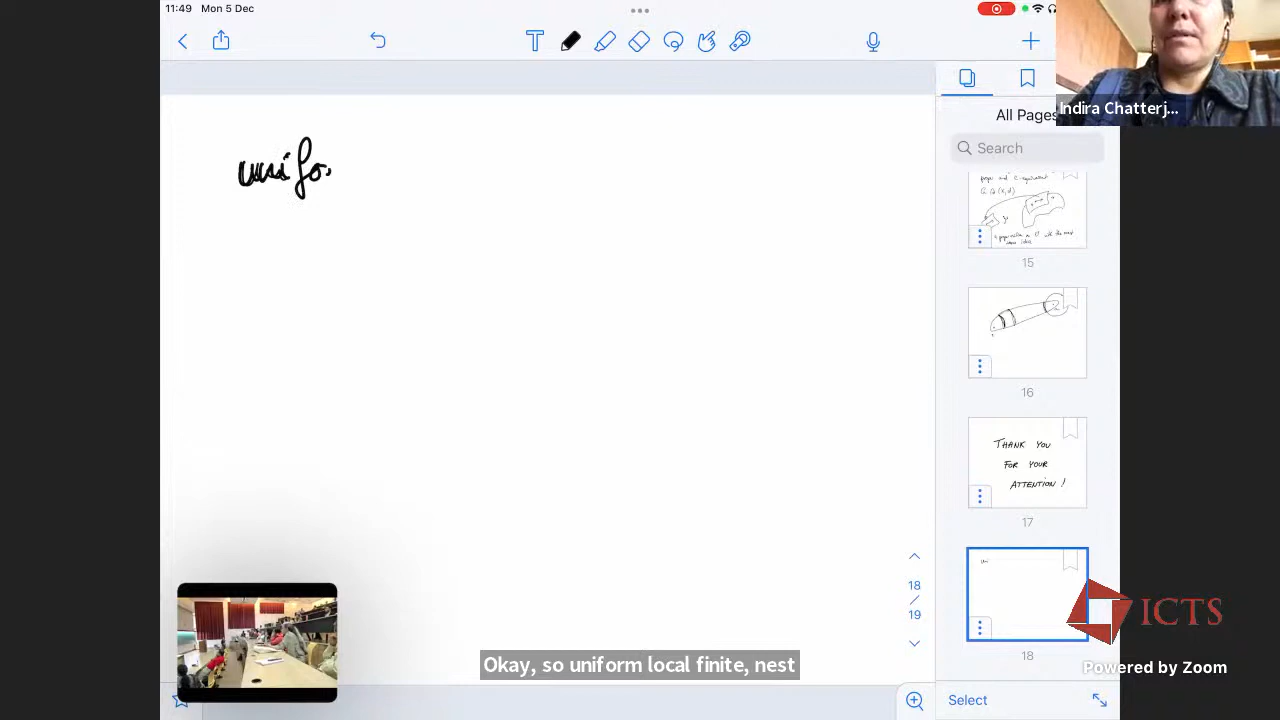 11:49 Mon 5 Dec
Indira Chatterj...
unifo
All Pages
Search
15
16
THANK YOU
FOR YOUR
ATTENTION !
17
18
19
18
ICTS
Powered by Zoom
Okay, so uniform local finite, nest
Select